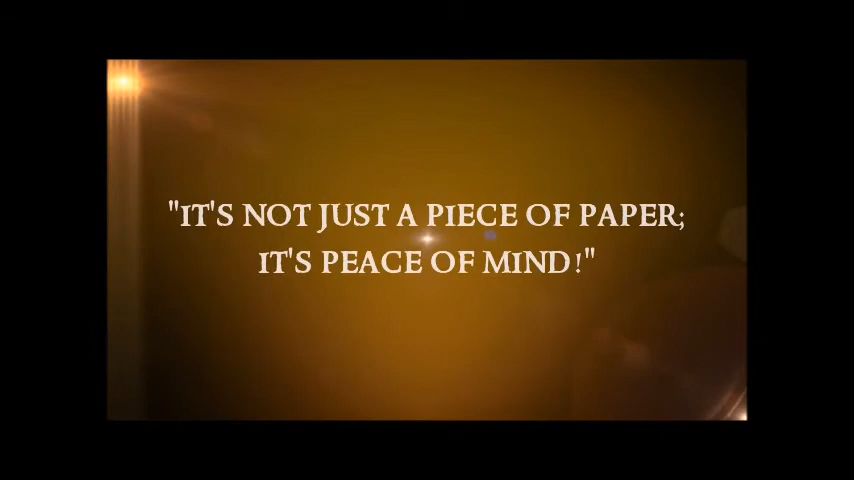 "IT'S NOT JUST A PIECE OF PAPER;
IT'S PEACE OF MIND!"